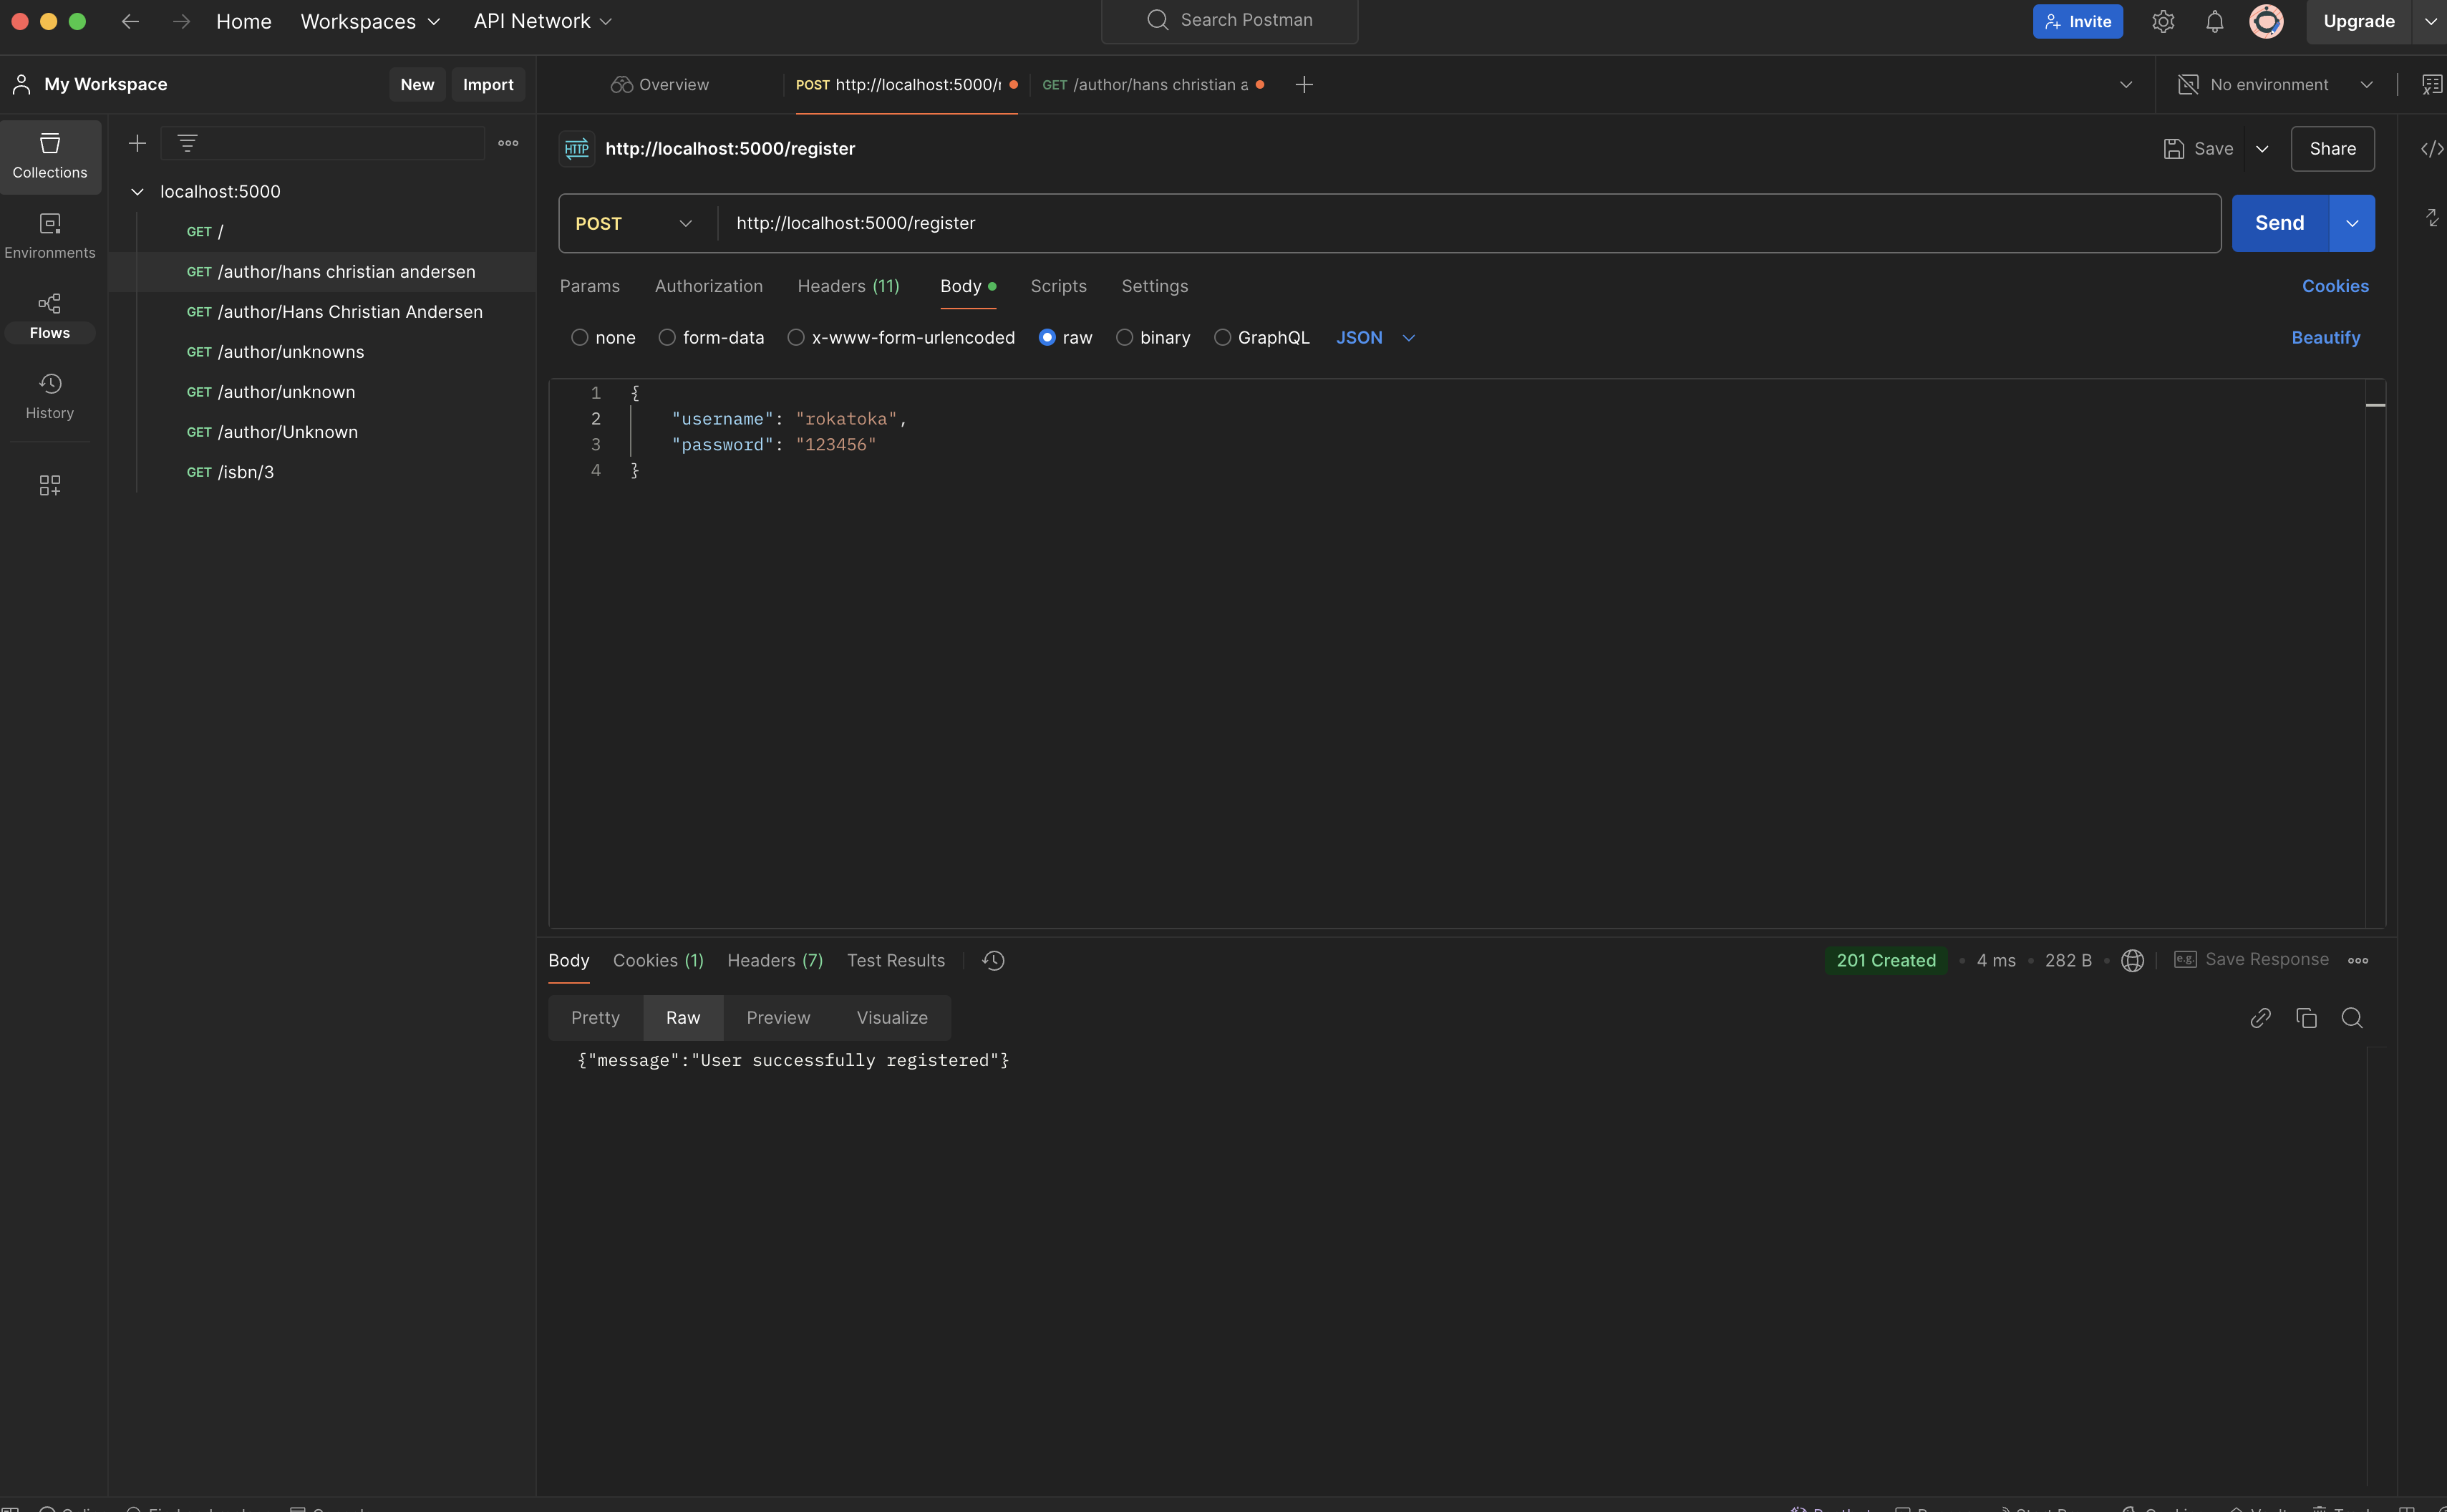 Home Workspaces API Network Search Postman Invite Upgrade
My Workspace New Import Overview POST http://localhost:5000/ GET /author/hans christian a No environment
Collections
Environments
Flows
History
localhost:5000
GET /
GET /author/hans christian andersen
GET /author/Hans Christian Andersen
GET /author/unknowns
GET /author/unknown
GET /author/Unknown
GET /isbn/3
HTTP http://localhost:5000/register Save Share
POST http://localhost:5000/register Send
Params Authorization Headers (11) Body Scripts Settings Cookies
none form-data x-www-form-urlencoded raw binary GraphQL JSON Beautify
1 {
2 "username": "rokatoka",
3 "password": "123456"
4 }
Body Cookies (1) Headers (7) Test Results 201 Created 4 ms 282 B e.g. Save Response
Pretty Raw Preview Visualize
{"message":"User successfully registered"}